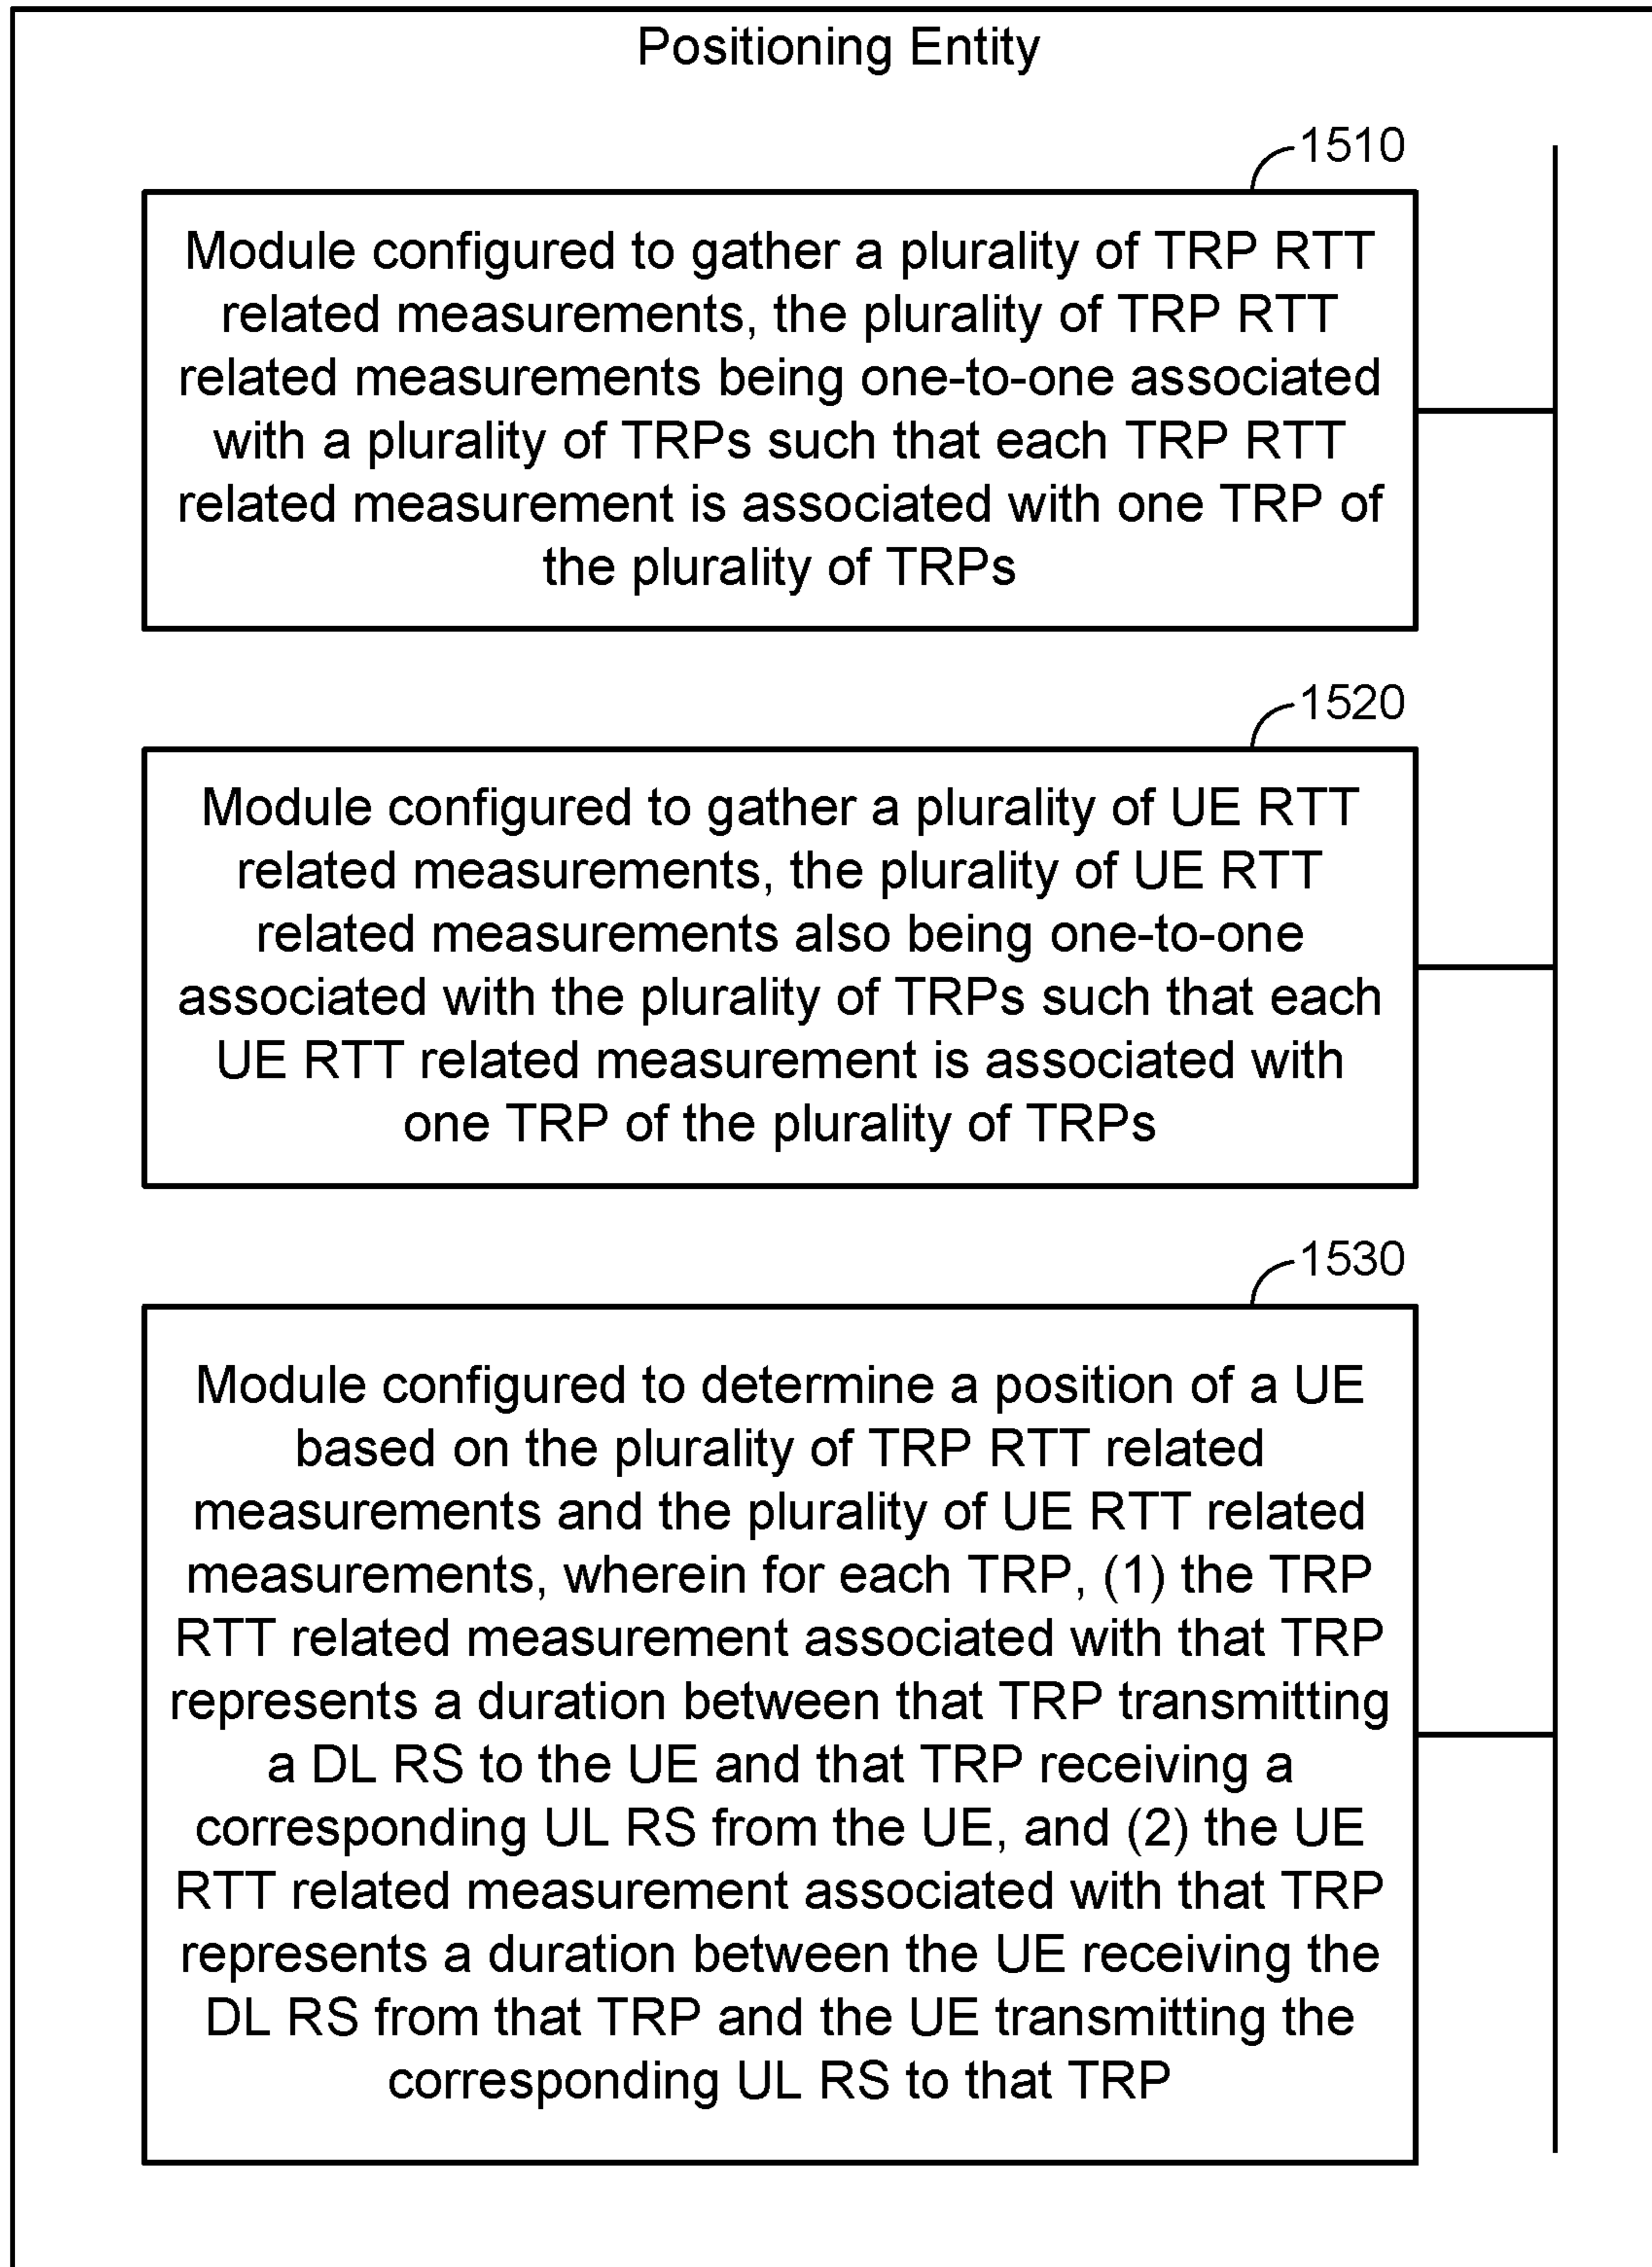 Positioning Entity
1510
Module configured to gather a plurality of TRP RTT
related measurements, the plurality of TRP RTT
related measurements being one-to-one associated
with a plurality of TRPs such that each TRP RTT
related measurement is associated with one TRP of
the plurality of TRPs
1520
Module configured to gather a plurality of UE RTT
related measurements, the plurality of UE RTT
related measurements also being one-to-one
associated with the plurality of TRPs such that each
UE RTT related measurement is associated with
one TRP of the plurality of TRPs
1530
Module configured to determine a position of a UE
based on the plurality of TRP RTT related
measurements and the plurality of UE RTT related
measurements, wherein for each TRP, (1) the TRP
RTT related measurement associated with that TRP
represents a duration between that TRP transmitting
a DL RS to the UE and that TRP receiving a
corresponding UL RS from the UE, and (2) the UE
RTT related measurement associated with that TRP
represents a duration between the UE receiving the
DL RS from that TRP and the UE transmitting the
corresponding UL RS to that TRP